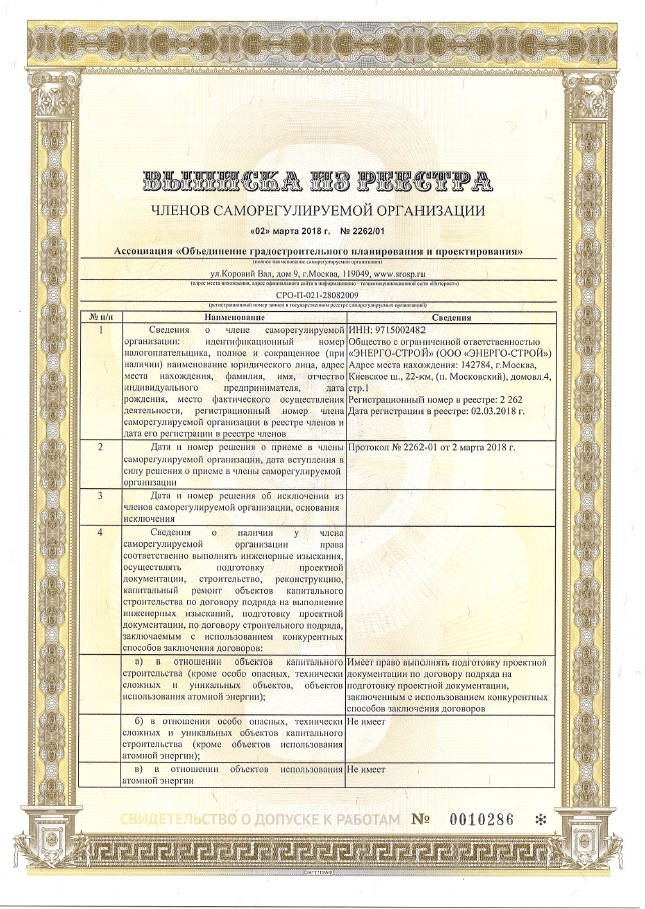 ВЫПИСКА ИЗ РЕЕСТРА
ЧЛЕНОВ САМОРЕГУЛИРУЕМОЙ ОРГАНИЗАЦИИ
«02» марта 2018 г. № 2262/01
Ассоциация «Объединение градостроительного планирования и проектирования»
(полное наименование саморегулируемой организации)
ул.Коровий Вал, дом 9, г.Москва, 119049, www.srosp.ru
(адрес места нахождения, адрес официального сайта в информационно - телекоммуникационной сети «Интернет»)
СРО-П-021-28082009
(регистрационный номер записи в государственном реестре саморегулируемых организаций)
№ п/п Наименование Сведения
1 Сведения о члене саморегулируемой
организации: идентификационный номер
налогоплательщика, полное и сокращенное (при
наличии) наименование юридического лица, адрес
места нахождения, фамилия, имя, отчество
индивидуального предпринимателя, дата
рождения, место фактического осуществления
деятельности, регистрационный номер члена
саморегулируемой организации в реестре членов и
дата его регистрации в реестре членов
ИНН: 9715002482
Общество с ограниченной ответственностью
«ЭНЕРГО-СТРОЙ» (ООО «ЭНЕРГО-СТРОЙ»)
Адрес места нахождения: 142784, г.Москва,
Киевское ш., 22-км, (п. Московский), домовл.4,
стр.1
Регистрационный номер в реестре: 2 262
Дата регистрации в реестре: 02.03.2018 г.
2 Дата и номер решения о приеме в члены
саморегулируемой организации, дата вступления в
силу решения о приеме в члены саморегулируемой
организации
Протокол № 2262-01 от 2 марта 2018 г.
3 Дата и номер решения об исключении из
членов саморегулируемой организации, основания
исключения
4 Сведения о наличии у члена
саморегулируемой организации права
соответственно выполнять инженерные изыскания,
осуществлять подготовку проектной
документации, строительство, реконструкцию,
капитальный ремонт объектов капитального
строительства по договору подряда на выполнение
инженерных изысканий, подготовку проектной
документации, по договору строительного подряда,
заключаемым с использованием конкурентных
способов заключения договоров:
а) в отношении объектов капитального
строительства (кроме особо опасных, технически
сложных и уникальных объектов, объектов
использования атомной энергии);
Имеет право выполнять подготовку проектной
документации по договору подряда на
подготовку проектной документации,
заключенным с использованием конкурентных
способов заключения договоров
б) в отношении особо опасных, технически
сложных и уникальных объектов капитального
строительства (кроме объектов использования
атомной энергии);
Не имеет
в) в отношении объектов использования
атомной энергии
Не имеет
СВИДЕТЕЛЬСТВО О ДОПУСКЕ К РАБОТАМ № 0010286 *